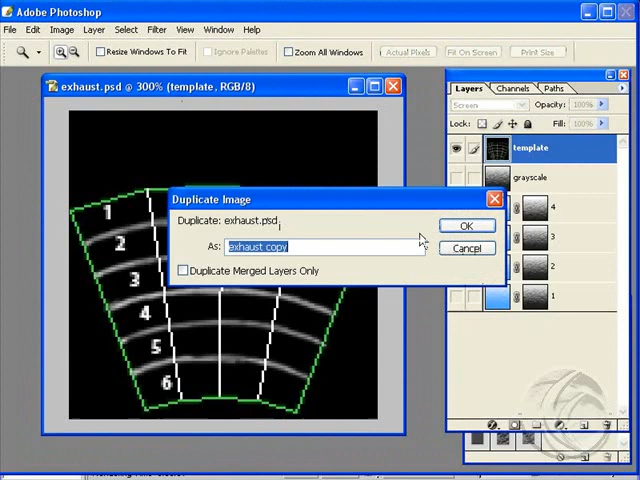 Adobe Photoshop
File Edit Image Layer Select Filter View Window Help
Resize Windows To Fit Ignore Palettes Zoom All Windows Actual Pixels Fit On Screen Print Size
exhaust.psd @ 300% (template, RGB/8)
Layers Channels Paths
Screen Opacity: 100%
Lock: Fill: 100%
template
grayscale
4
3
2
1
Duplicate Image
Duplicate: exhaust.psd
As: exhaust copy
Duplicate Merged Layers Only
OK
Cancel
1
2
3
4
5
6